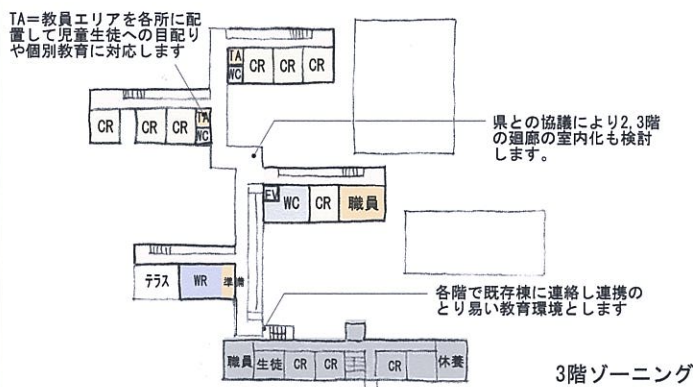 TA=教員エリアを各所に配
置して児童生徒への目配り
や個別教育に対応します
TA
WC
CR
CR
CR
CR
CR
CR
TA
WC
県との協議により2,3階
の廻廊の室内化も検討
します。
EV
WC
CR
職員
テラス
WR
準備
各階で既存棟に連絡し連携の
とり易い教育環境とします
職員
生徒
CR
CR
CR
休養
3階ゾーニング